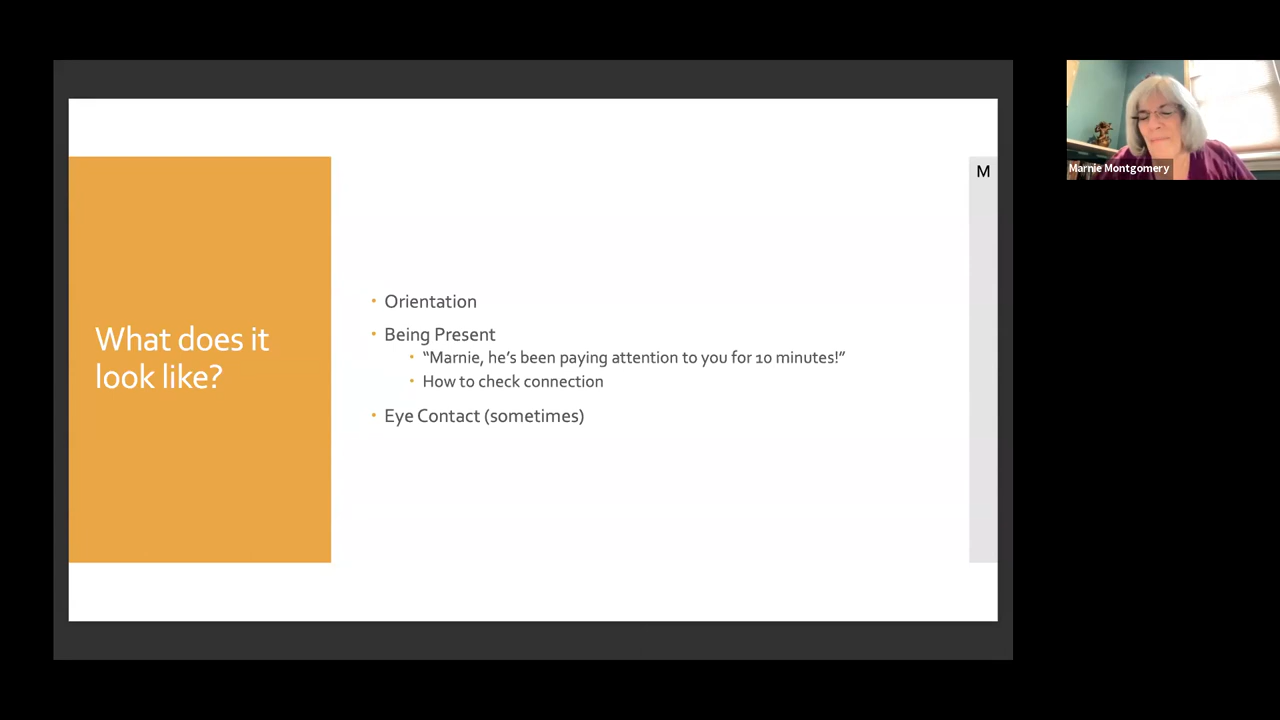 What does it
look like?
• Orientation
• Being Present
• “Marnie, he's been paying attention to you for 10 minutes!”
• How to check connection
• Eye Contact (sometimes)
M
Marnie Montgomery